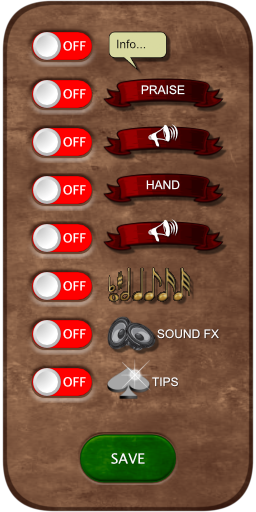 OFF Info...
OFF PRAISE
OFF
OFF HAND
OFF
OFF
OFF SOUND FX
OFF TIPS
SAVE